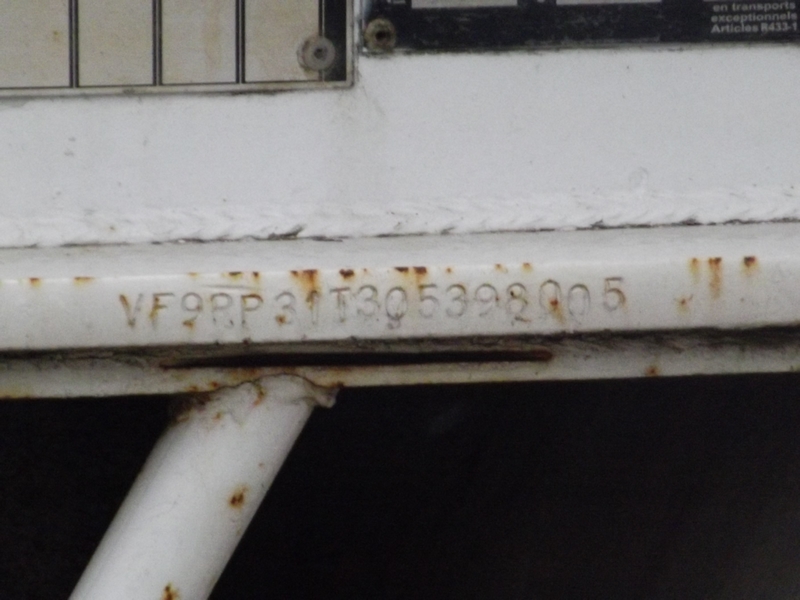 en transports
exceptionnels
Articles R433-1
VF9RP31T305398005